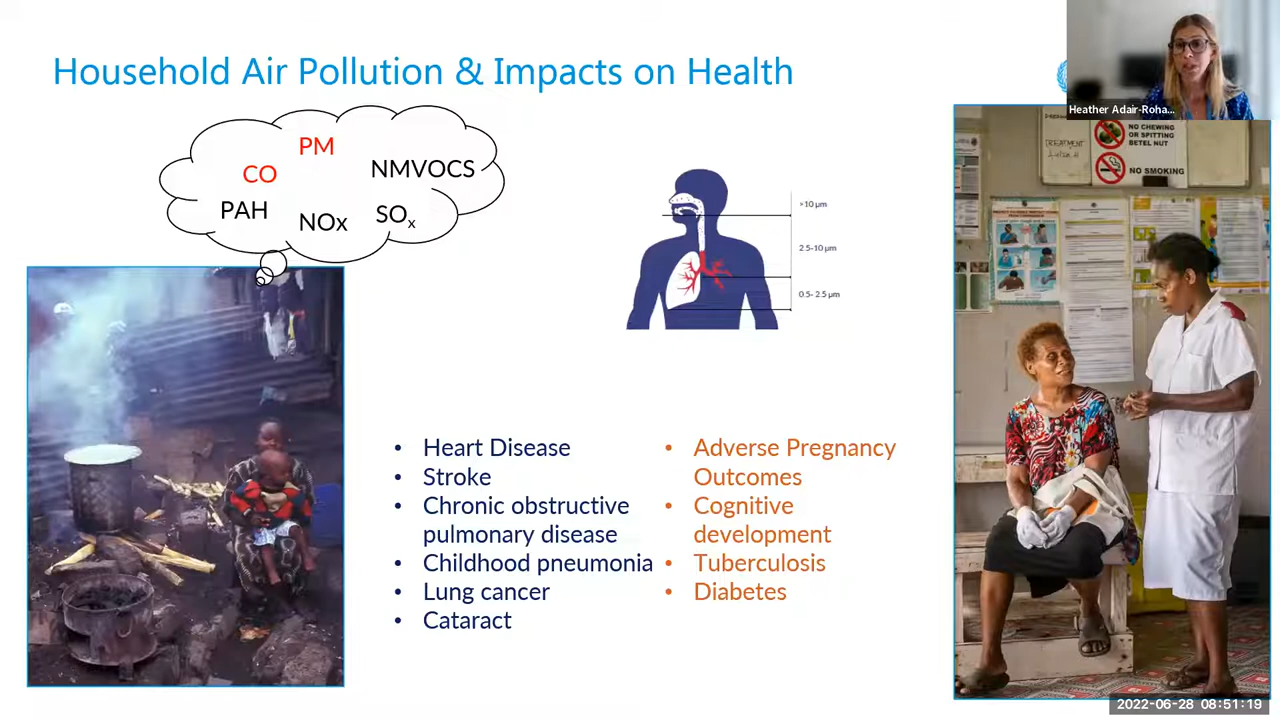 Household Air Pollution & Impacts on Health
Heather Adair-Roha...
PM
CO
NMVOCS
PAH
NOx
SOₓ
>10 µm
2.5-10 µm
0.5- 2.5 µm
NO CHEWING
OR SPITTING
BETEL NUT
NO SMOKING
• Heart Disease
• Stroke
• Chronic obstructive
pulmonary disease
• Childhood pneumonia
• Lung cancer
• Cataract
• Adverse Pregnancy
Outcomes
• Cognitive
development
• Tuberculosis
• Diabetes
2022-06-28 08:51:19